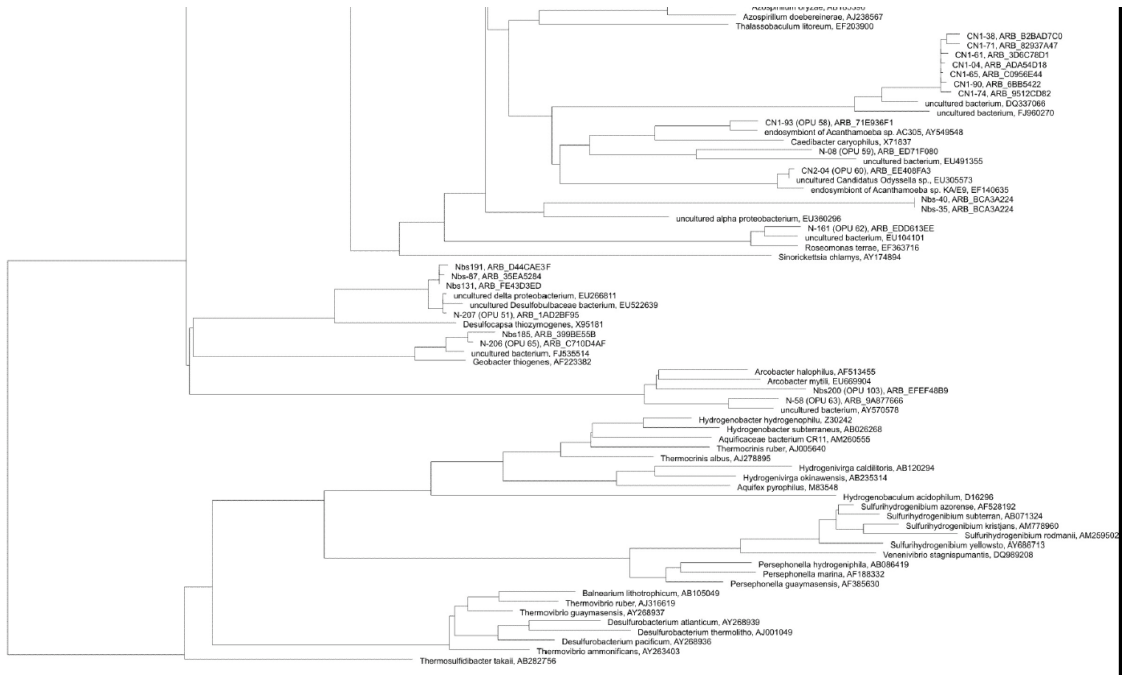 Azospirillum oryzae, AB185396
Azospirillum doebereinerae, AJ238567
Thalassobaculum litoreum, EF203900
CN1-38, ARB_B2BAD7C0
CN1-71, ARB_82937A47
CN1-61, ARB_3D6C78D1
CN1-04, ARB_ADA54D18
CN1-65, ARB_C0956E44
CN1-90, ARB_6BB5422
CN1-74, ARB_9512CD82
uncultured bacterium, DQ337066
uncultured bacterium, FJ960270
CN1-93 (OPU 58), ARB_71E936F1
endosymbiont of Acanthamoeba sp. AC305, AY549548
Caedibacter caryophilus, X71837
N-08 (OPU 59), ARB_ED71F080
uncultured bacterium, EU491355
CN2-04 (OPU 60), ARB_EE408FA3
uncultured Candidatus Odyssella sp., EU305573
endosymbiont of Acanthamoeba sp. KA/E9, EF140635
Nbs-40, ARB_BCA3A224
Nbs-35, ARB_BCA3A224
uncultured alpha proteobacterium, EU360296
N-161 (OPU 62), ARB_EDD613EE
uncultured bacterium, EU104101
Roseomonas terrae, EF363716
Sinorickettsia chlamys, AY174894
Nbs191, ARB_D44CAE3F
Nbs-87, ARB_35EA5284
Nbs131, ARB_FE43D3ED
uncultured delta proteobacterium, EU266811
uncultured Desulfobulbaceae bacterium, EU522639
N-207 (OPU 51), ARB_1AD2BF95
Desulfocapsa thiozymogenes, X95181
Nbs185, ARB_399BE55B
N-206 (OPU 65), ARB_C710D4AF
uncultured bacterium, FJ535514
Geobacter thiogenes, AF223382
Arcobacter halophilus, AF513455
Arcobacter mytili, EU669904
Nbs200 (OPU 103), ARB_EFEF48B9
N-58 (OPU 63), ARB_9A877666
uncultured bacterium, AY570578
Hydrogenobacter hydrogenophilu, Z30242
Hydrogenobacter subterraneus, AB026268
Aquificaceae bacterium CR11, AM260555
Thermocrinis ruber, AJ005640
Thermocrinis albus, AJ278895
Hydrogenivirga caldilitoris, AB120294
Hydrogenivirga okinawensis, AB235314
Aquifex pyrophilus, M83548
Hydrogenobaculum acidophilum, D16296
Sulfurihydrogenibium azorense, AF528192
Sulfurihydrogenibium subterran, AB071324
Sulfurihydrogenibium kristjans, AM778960
Sulfurihydrogenibium rodmanii, AM259502
Sulfurihydrogenibium yellowsto, AY686713
Venenivibrio stagnispumantis, DQ989208
Persephonella hydrogeniphila, AB086419
Persephonella marina, AF188332
Persephonella guaymasensis, AF385630
Balnearium lithotrophicum, AB105049
Thermovibrio ruber, AJ316619
Thermovibrio guaymasensis, AY268937
Desulfurobacterium atlanticum, AY268939
Desulfurobacterium thermolitho, AJ001049
Desulfurobacterium pacificum, AY268936
Thermovibrio ammonificans, AY263403
Thermosulfidibacter takaii, AB282756